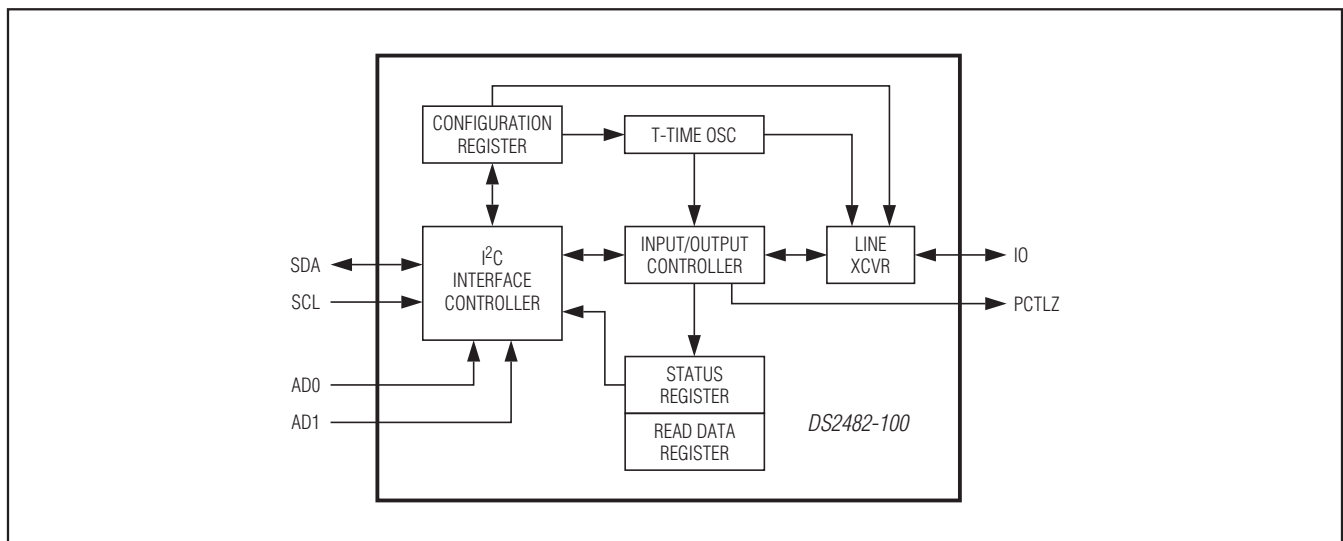 CONFIGURATION
REGISTER
T-TIME OSC
SDA
SCL
AD0
AD1
I²C
INTERFACE
CONTROLLER
INPUT/OUTPUT
CONTROLLER
LINE
XCVR
IO
PCTLZ
STATUS
REGISTER
READ DATA
REGISTER
DS2482-100